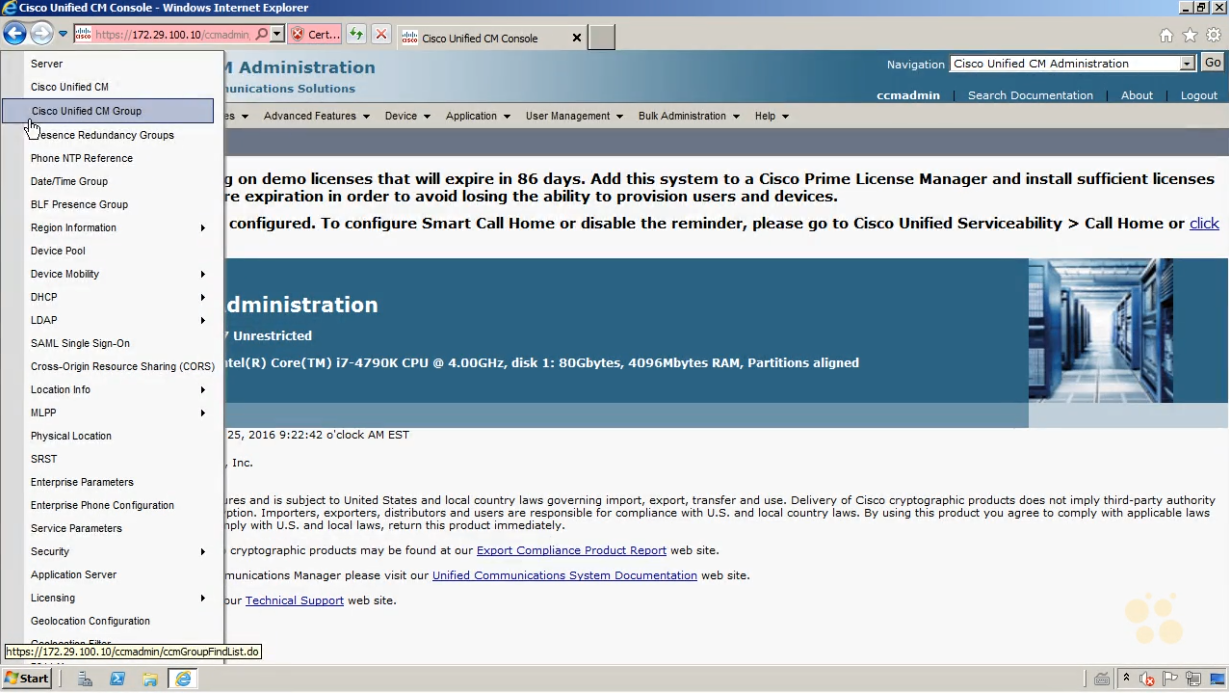 Cisco Unified CM Console - Windows Internet Explorer
https://172.29.100.10/ccmadmin
Cert...
Cisco Unified CM Console
M Administration
munications Solutions
Navigation Cisco Unified CM Administration Go
ccmadmin | Search Documentation | About | Logout
es Advanced Features Device Application User Management Bulk Administration Help
Server
Cisco Unified CM
Cisco Unified CM Group
Presence Redundancy Groups
Phone NTP Reference
Date/Time Group
BLF Presence Group
Region Information
Device Pool
Device Mobility
DHCP
LDAP
SAML Single Sign-On
Cross-Origin Resource Sharing (CORS)
Location Info
MLPP
Physical Location
SRST
Enterprise Parameters
Enterprise Phone Configuration
Service Parameters
Security
Application Server
Licensing
Geolocation Configuration
https://172.29.100.10/ccmadmin/ccmGroupFindList.do
g on demo licenses that will expire in 86 days. Add this system to a Cisco Prime License Manager and install sufficient licenses
re expiration in order to avoid losing the ability to provision users and devices.
configured. To configure Smart Call Home or disable the reminder, please go to Cisco Unified Serviceability > Call Home or click
dministration
7 Unrestricted
ntel(R) Core(TM) i7-4790K CPU @ 4.00GHz, disk 1: 80Gbytes, 4096Mbytes RAM, Partitions aligned
25, 2016 9:22:42 o'clock AM EST
, Inc.
ures and is subject to United States and local country laws governing import, export, transfer and use. Delivery of Cisco cryptographic products does not imply third-party authority
ption. Importers, exporters, distributors and users are responsible for compliance with U.S. and local country laws. By using this product you agree to comply with applicable laws
mply with U.S. and local laws, return this product immediately.
o cryptographic products may be found at our Export Compliance Product Report web site.
mmunications Manager please visit our Unified Communications System Documentation web site.
our Technical Support web site.
Start